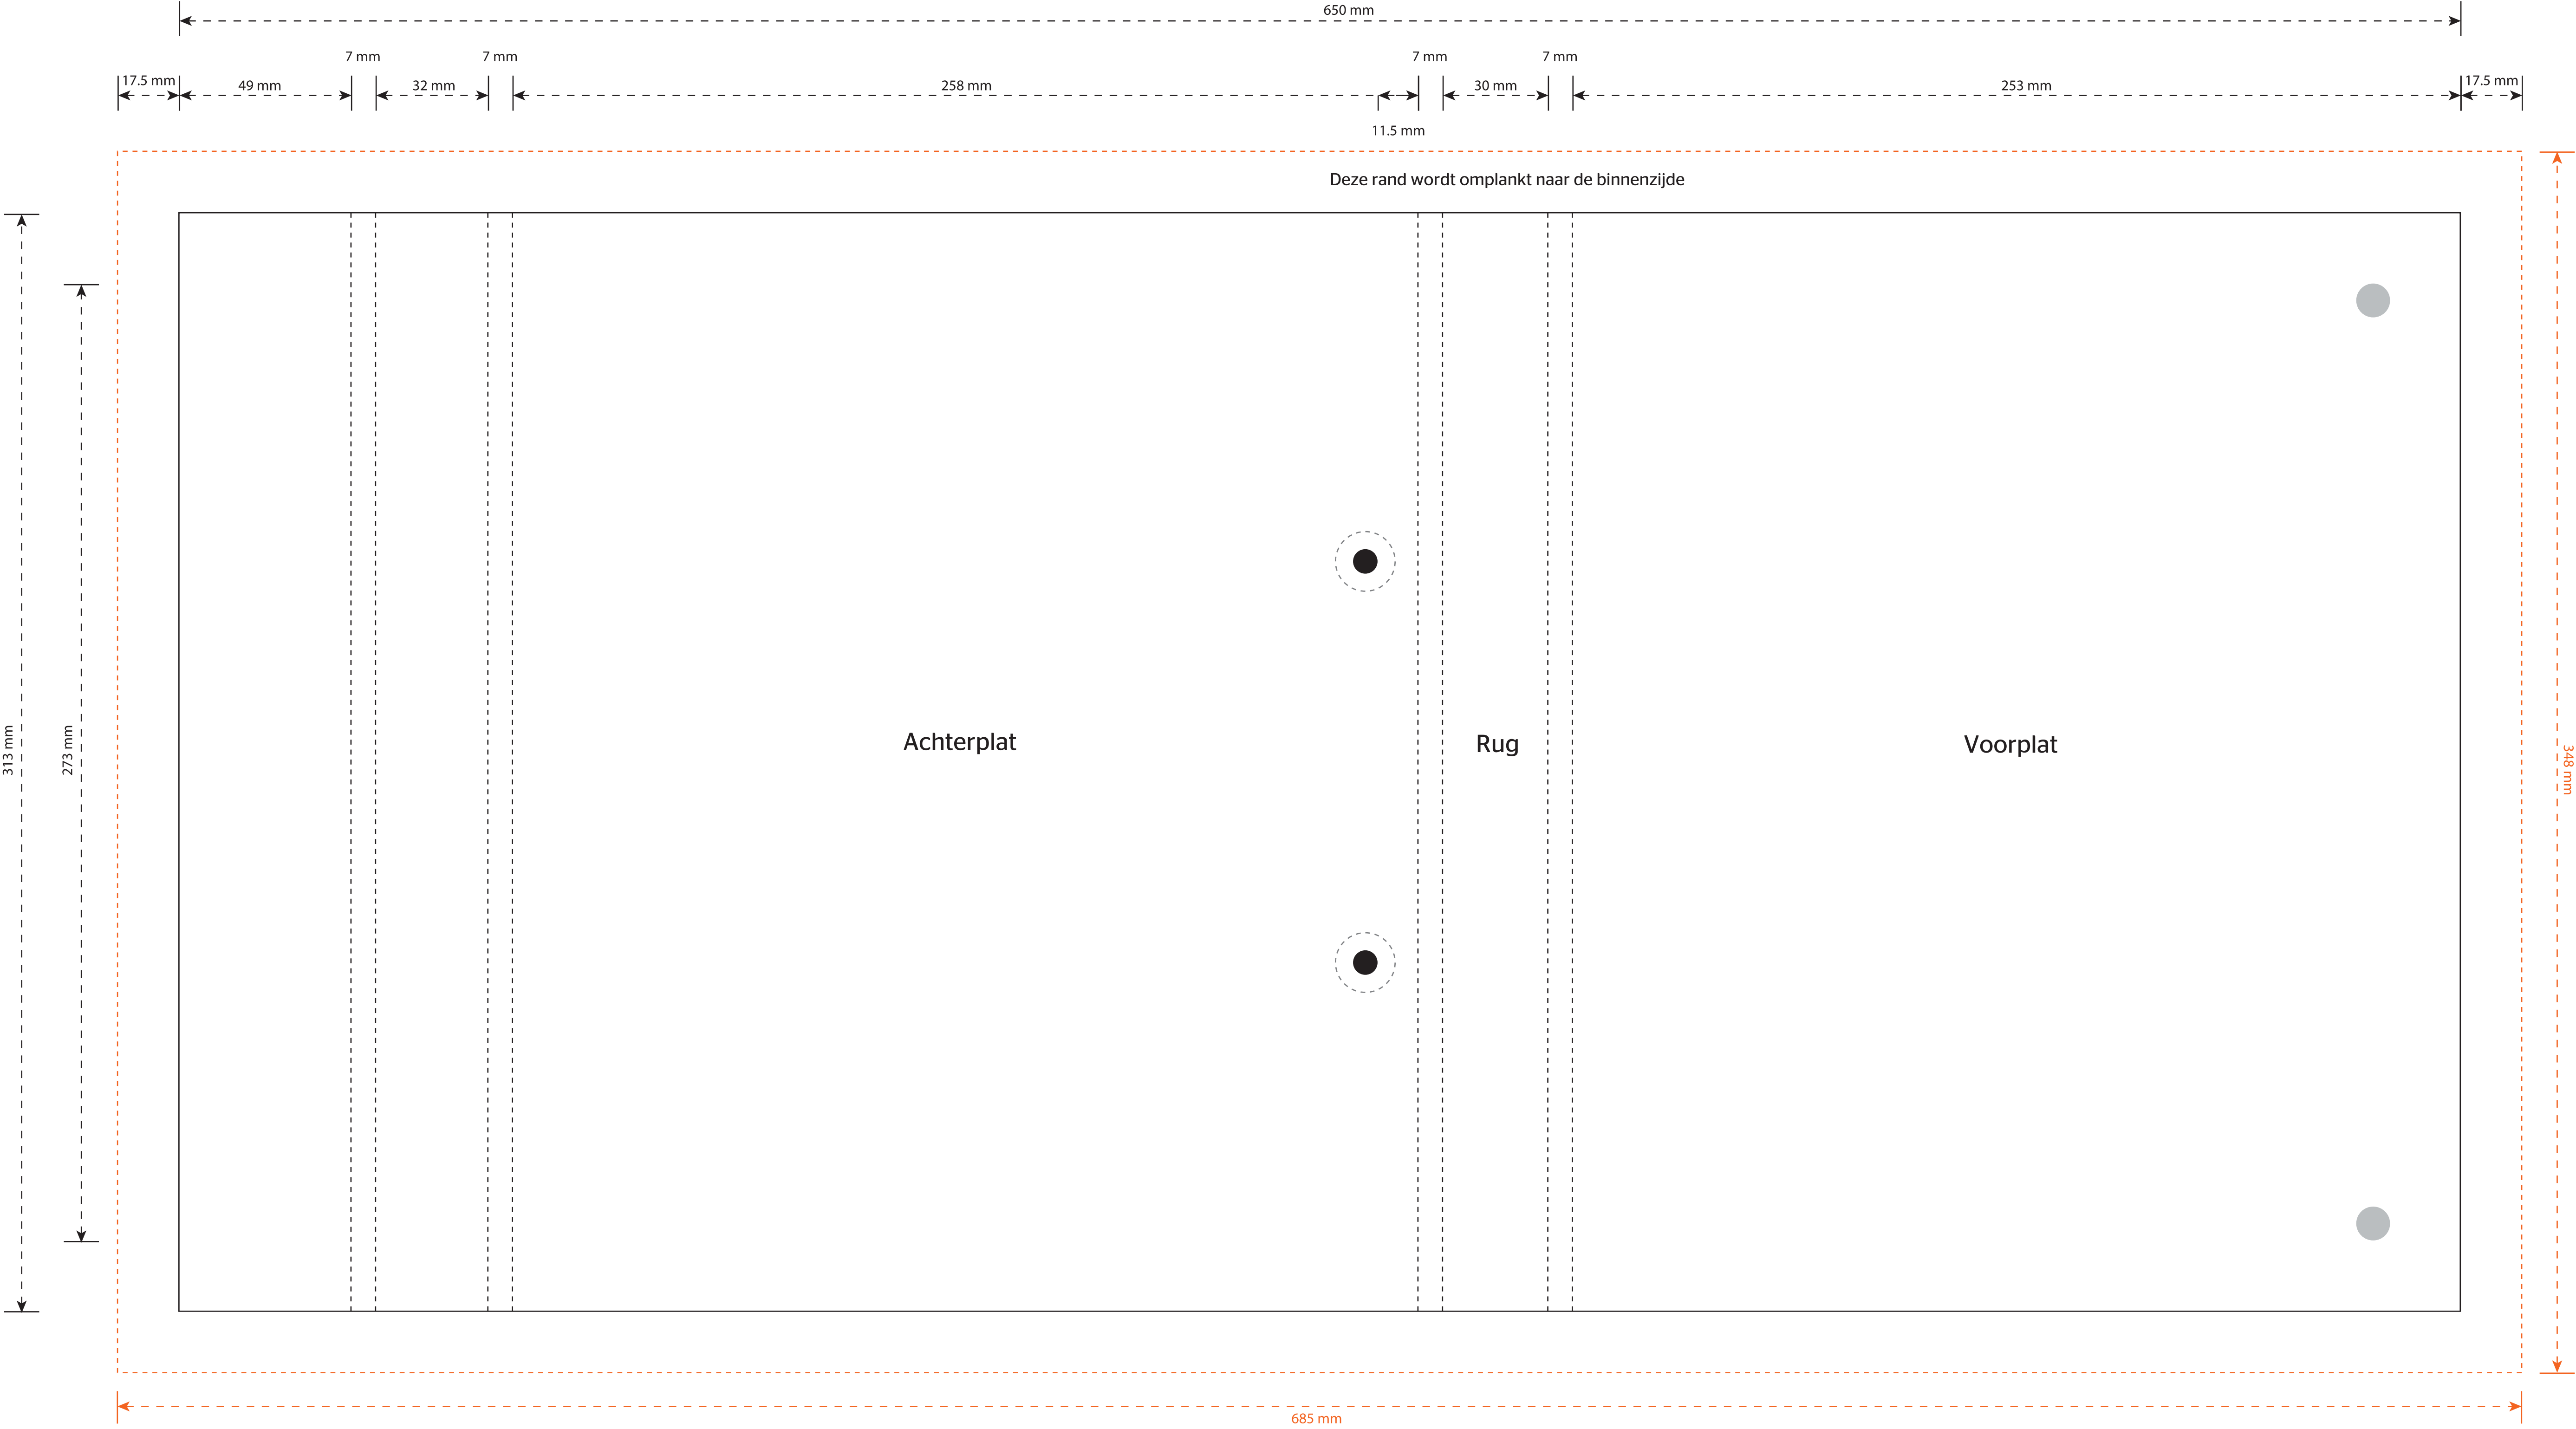 650 mm
7 mm
7 mm
7 mm
7 mm
17.5 mm
49 mm
32 mm
258 mm
30 mm
253 mm
17.5 mm
11.5 mm
Deze rand wordt omplankt naar de binnenzijde
313 mm
273 mm
Achterplat
Rug
Voorplat
348 mm
685 mm